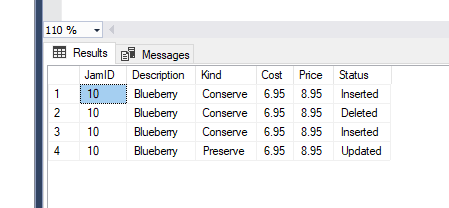 110 %
Results Messages
JamID Description Kind Cost Price Status
1 10 Blueberry Conserve 6.95 8.95 Inserted
2 10 Blueberry Conserve 6.95 8.95 Deleted
3 10 Blueberry Conserve 6.95 8.95 Inserted
4 10 Blueberry Preserve 6.95 8.95 Updated